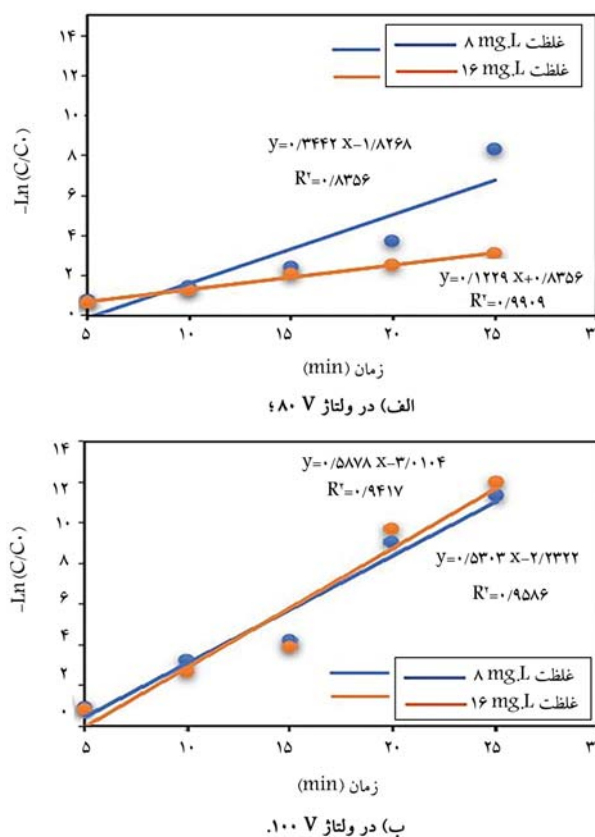 ۱۴
۱۲
۱۰
۸
۶
۴
۲
۰
-Ln(C/C۰)
غلظت ۸ mg.L
غلظت ۱۶ mg.L
y=۰/۳۴۴۲ x-۱/۸۲۶۸
R۲=۰/۸۳۵۶
y=۰/۱۲۲۹ x+۰/۸۳۵۶
R۲=۰/۹۹۰۹
۵ ۱۰ ۱۵ ۲۰ ۲۵ ۳
زمان (min)
الف) در ولتاژ ۸۰ V؛
۱۴
۱۲
۱۰
۸
۶
۴
۲
۰
-Ln(C/C۰)
y=۰/۵۸۷۸ x-۳/۰۱۰۴
R۲=۰/۹۴۱۷
y=۰/۵۳۰۳ x-۲/۲۳۲۲
R۲=۰/۹۵۸۶
غلظت ۸ mg.L
غلظت ۱۶ mg.L
۵ ۱۰ ۱۵ ۲۰ ۲۵ ۳
زمان (min)
ب) در ولتاژ ۱۰۰ V.